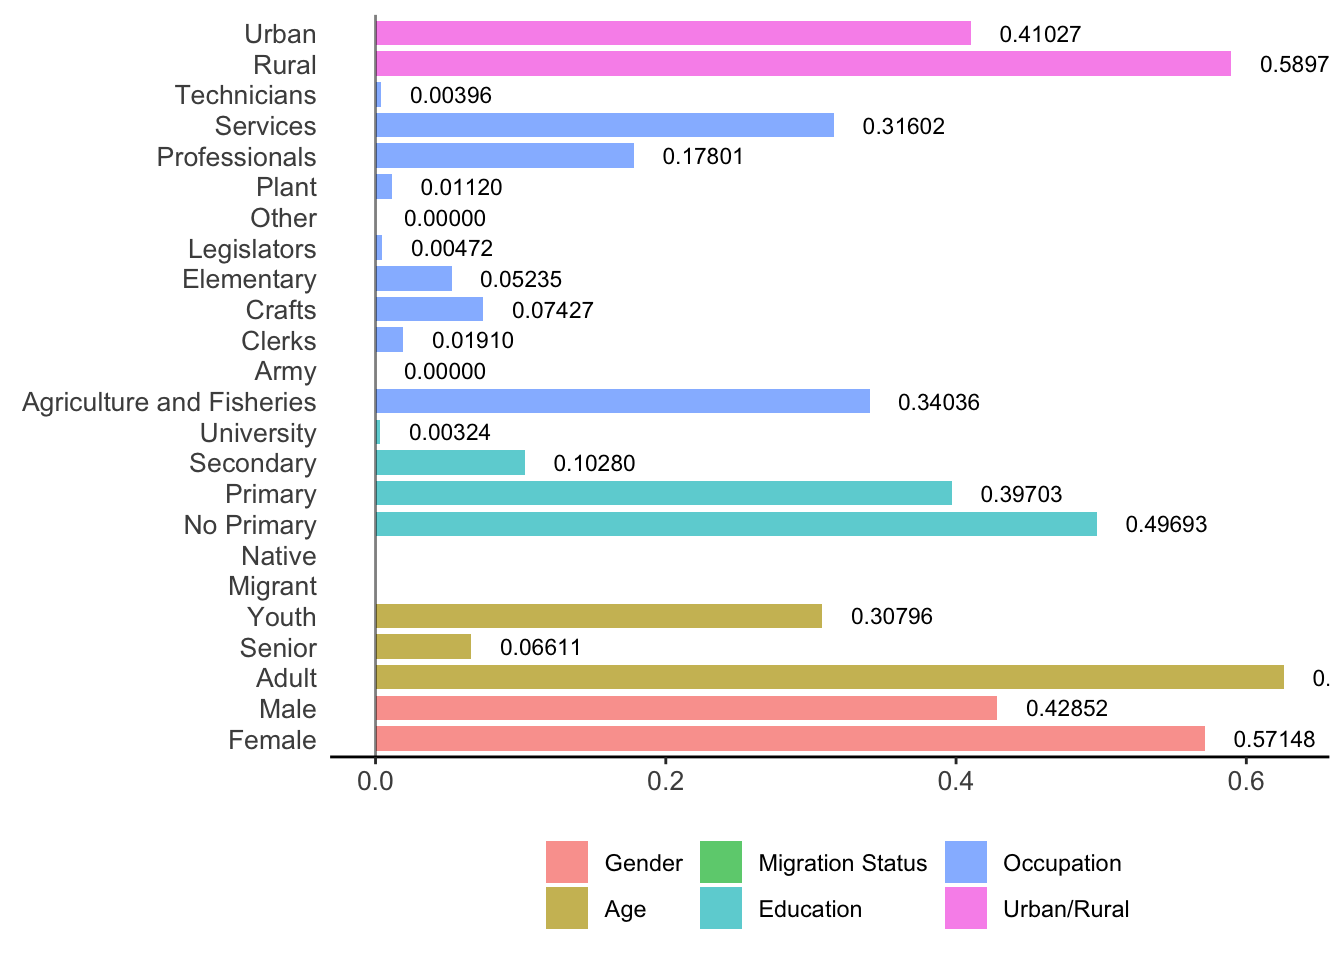 Urban 0.41027
Rural 0.5897
Technicians 0.00396
Services 0.31602
Professionals 0.17801
Plant 0.01120
Other 0.00000
Legislators 0.00472
Elementary 0.05235
Crafts 0.07427
Clerks 0.01910
Army 0.00000
Agriculture and Fisheries 0.34036
University 0.00324
Secondary 0.10280
Primary 0.39703
No Primary 0.49693
Native
Migrant
Youth 0.30796
Senior 0.06611
Adult 0.
Male 0.42852
Female 0.57148
0.0 0.2 0.4 0.6
Gender Migration Status Occupation
Age Education Urban/Rural